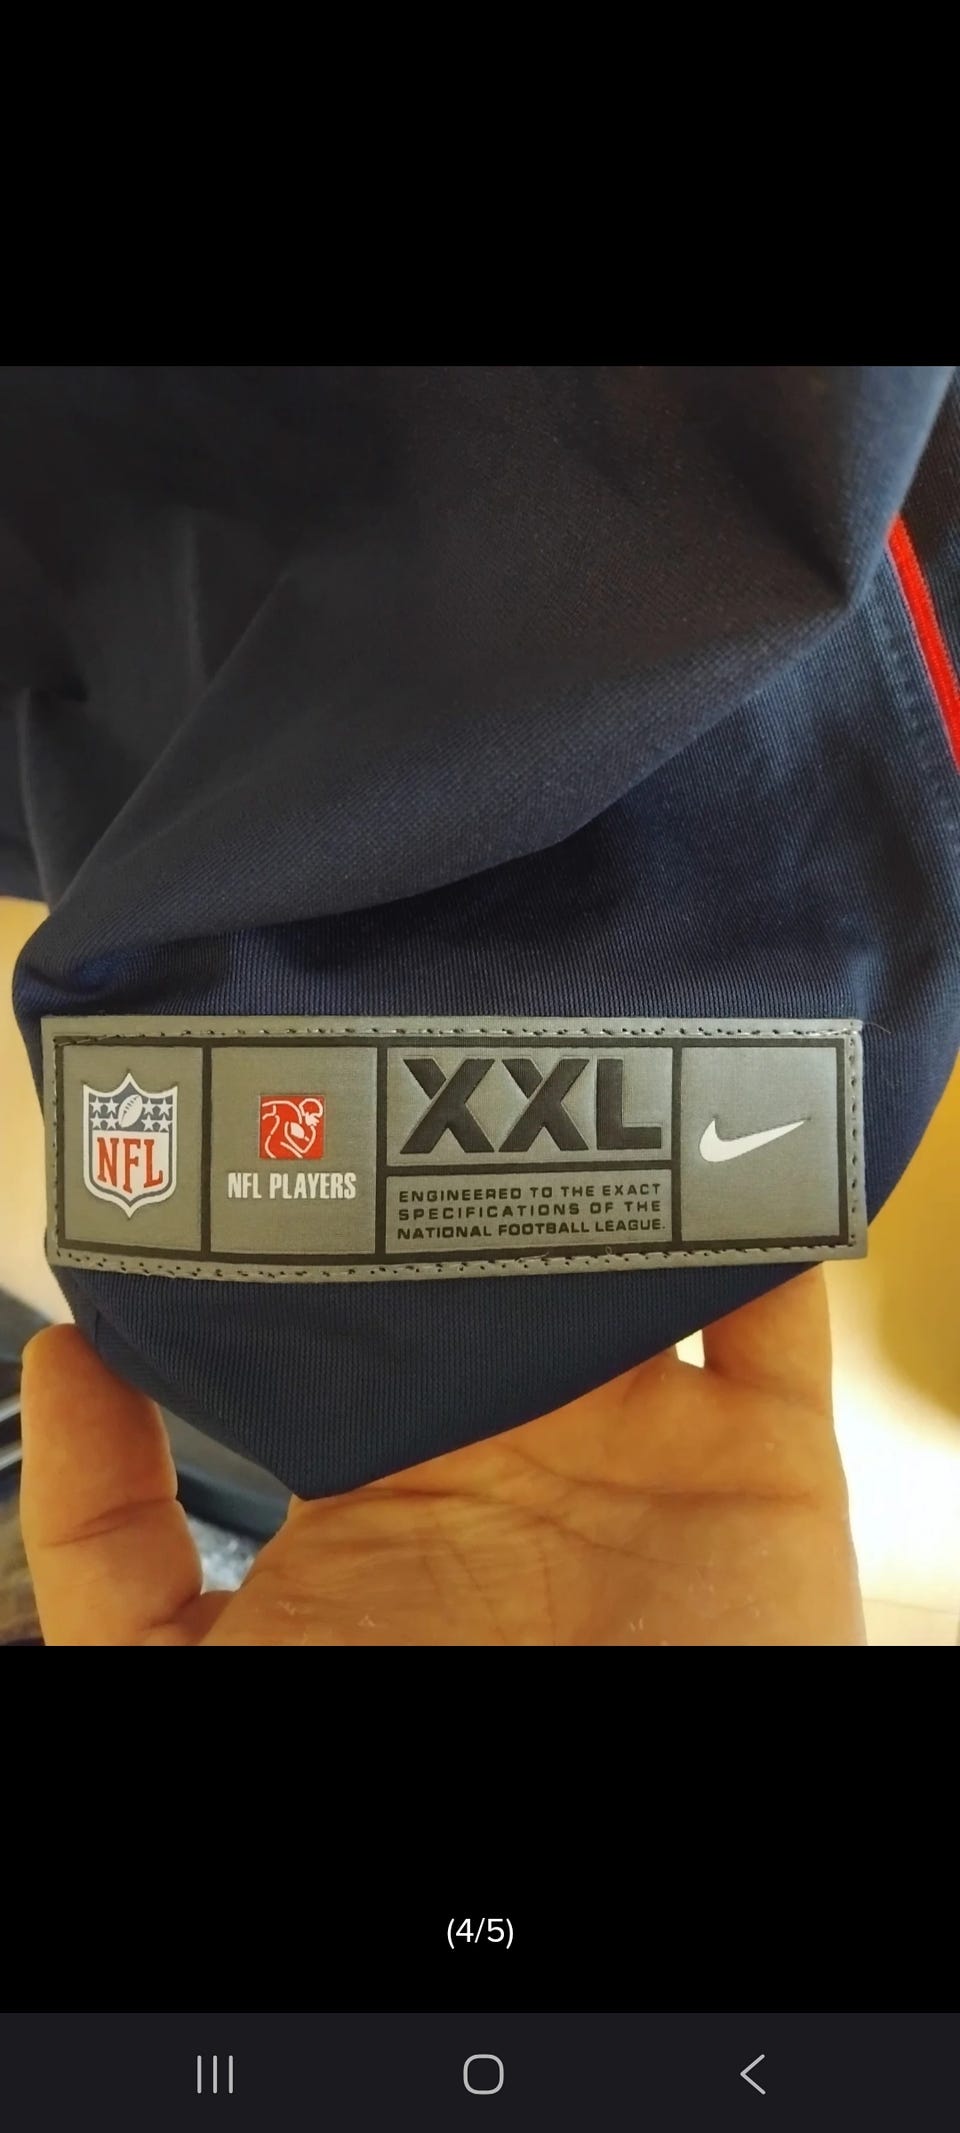 NFL
NFL PLAYERS
XXL
ENGINEERED TO THE EXACT
SPECIFICATIONS OF THE
NATIONAL FOOTBALL LEAGUE.
(4/5)